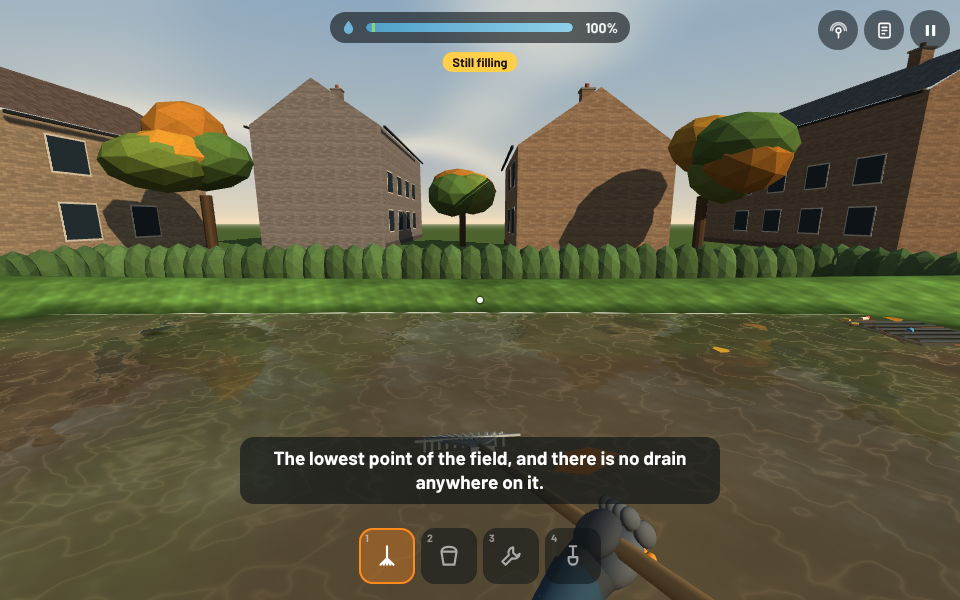 100%
Still filling
The lowest point of the field, and there is no drain
anywhere on it.
1 2 3 4